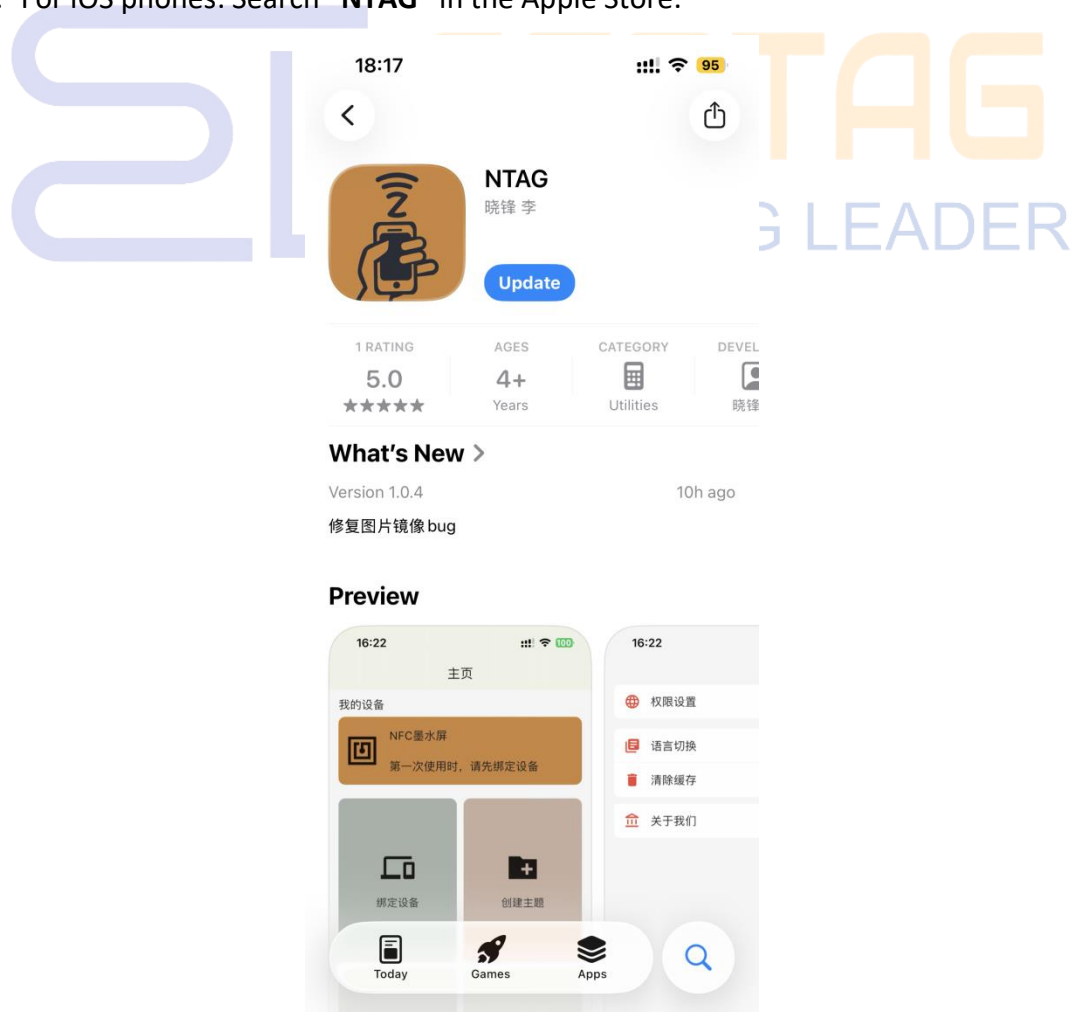 For IOS phones: Search "NTAG" in the Apple Store.
TAG
G LEADER
18:17
95
NTAG
晓锋 李
Update
1 RATING
AGES
CATEGORY
DEVEL
5.0
4+
★★★★★
Years
Utilities
晓锋
What's New >
Version 1.0.4
10h ago
修复图片镜像bug
Preview
16:22
100
主页
我的设备
NFC墨水屏
第一次使用时，请先绑定设备
绑定设备
创建主题
16:22
权限设置
语言切换
清除缓存
关于我们
Today
Games
Apps